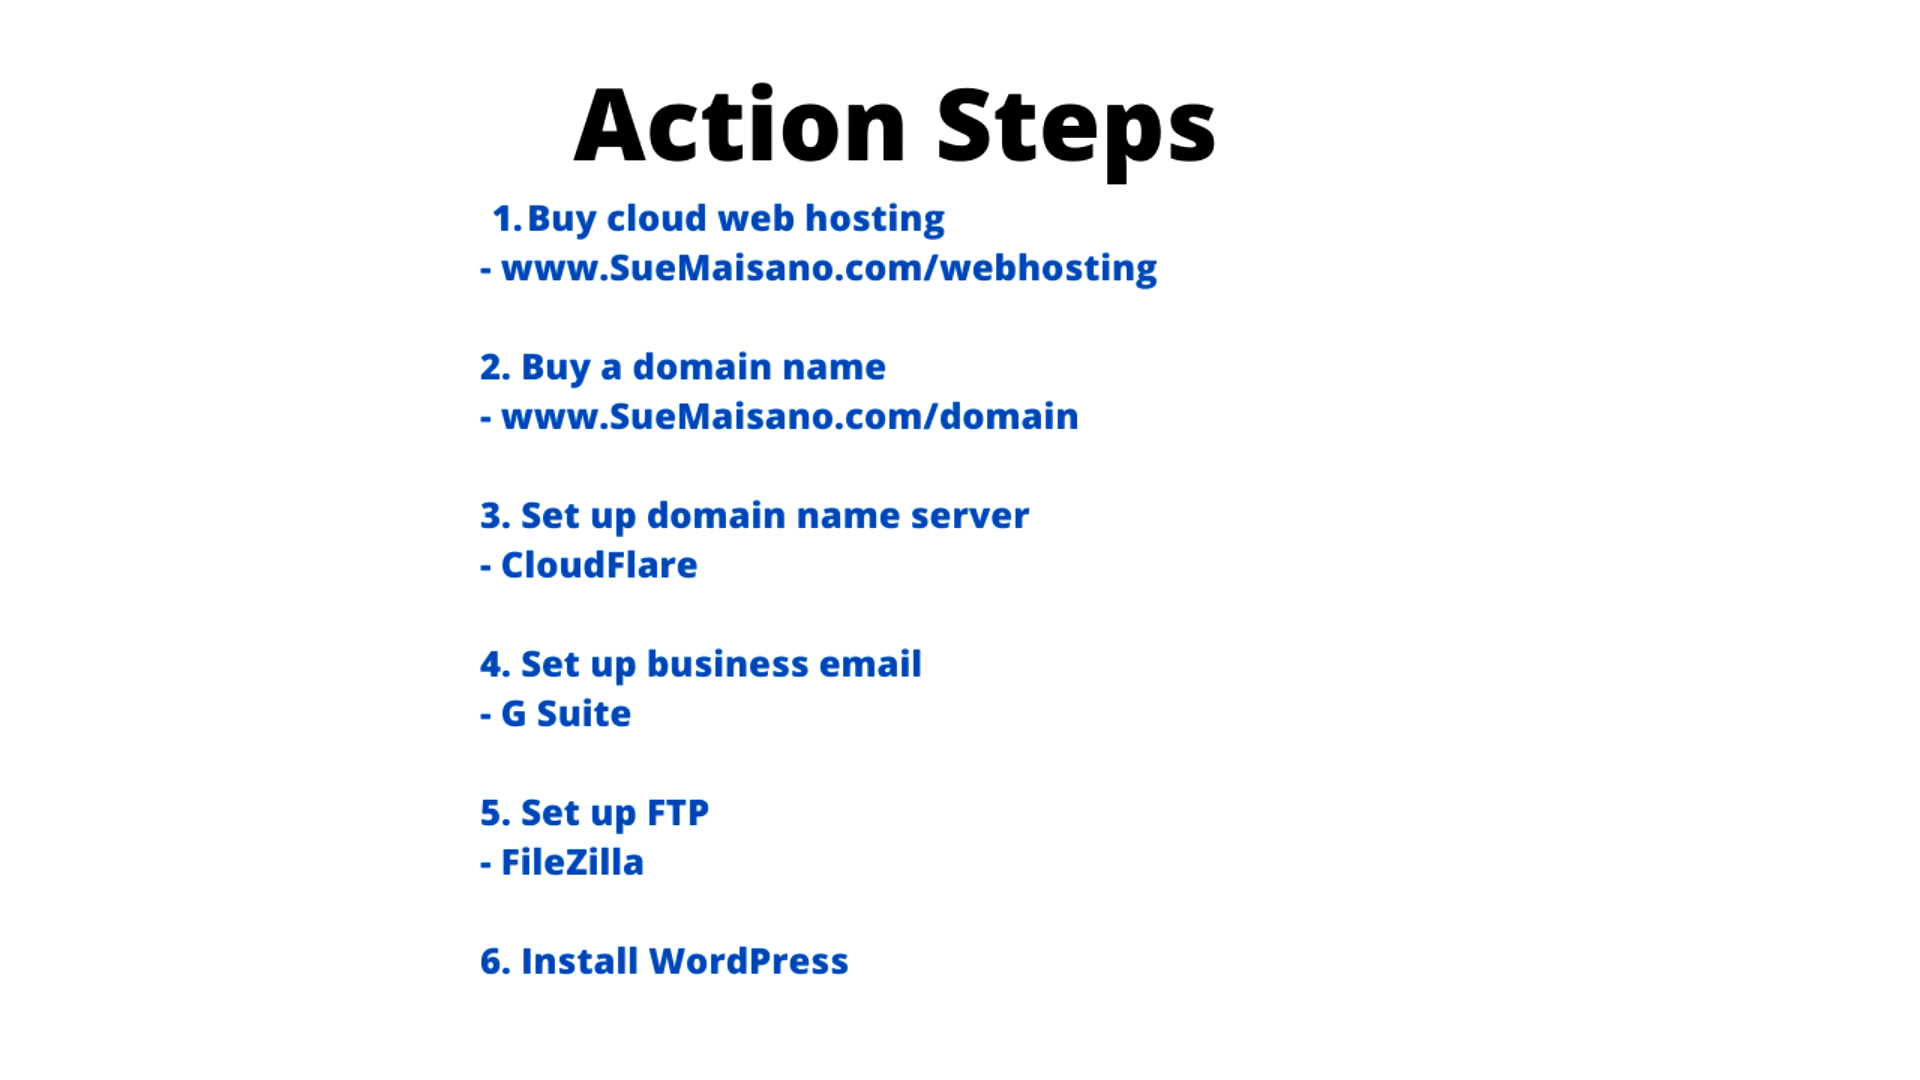 Action Steps
1. Buy cloud web hosting
- www.SueMaisano.com/webhosting
2. Buy a domain name
- www.SueMaisano.com/domain
3. Set up domain name server
- CloudFlare
4. Set up business email
- G Suite
5. Set up FTP
- FileZilla
6. Install WordPress